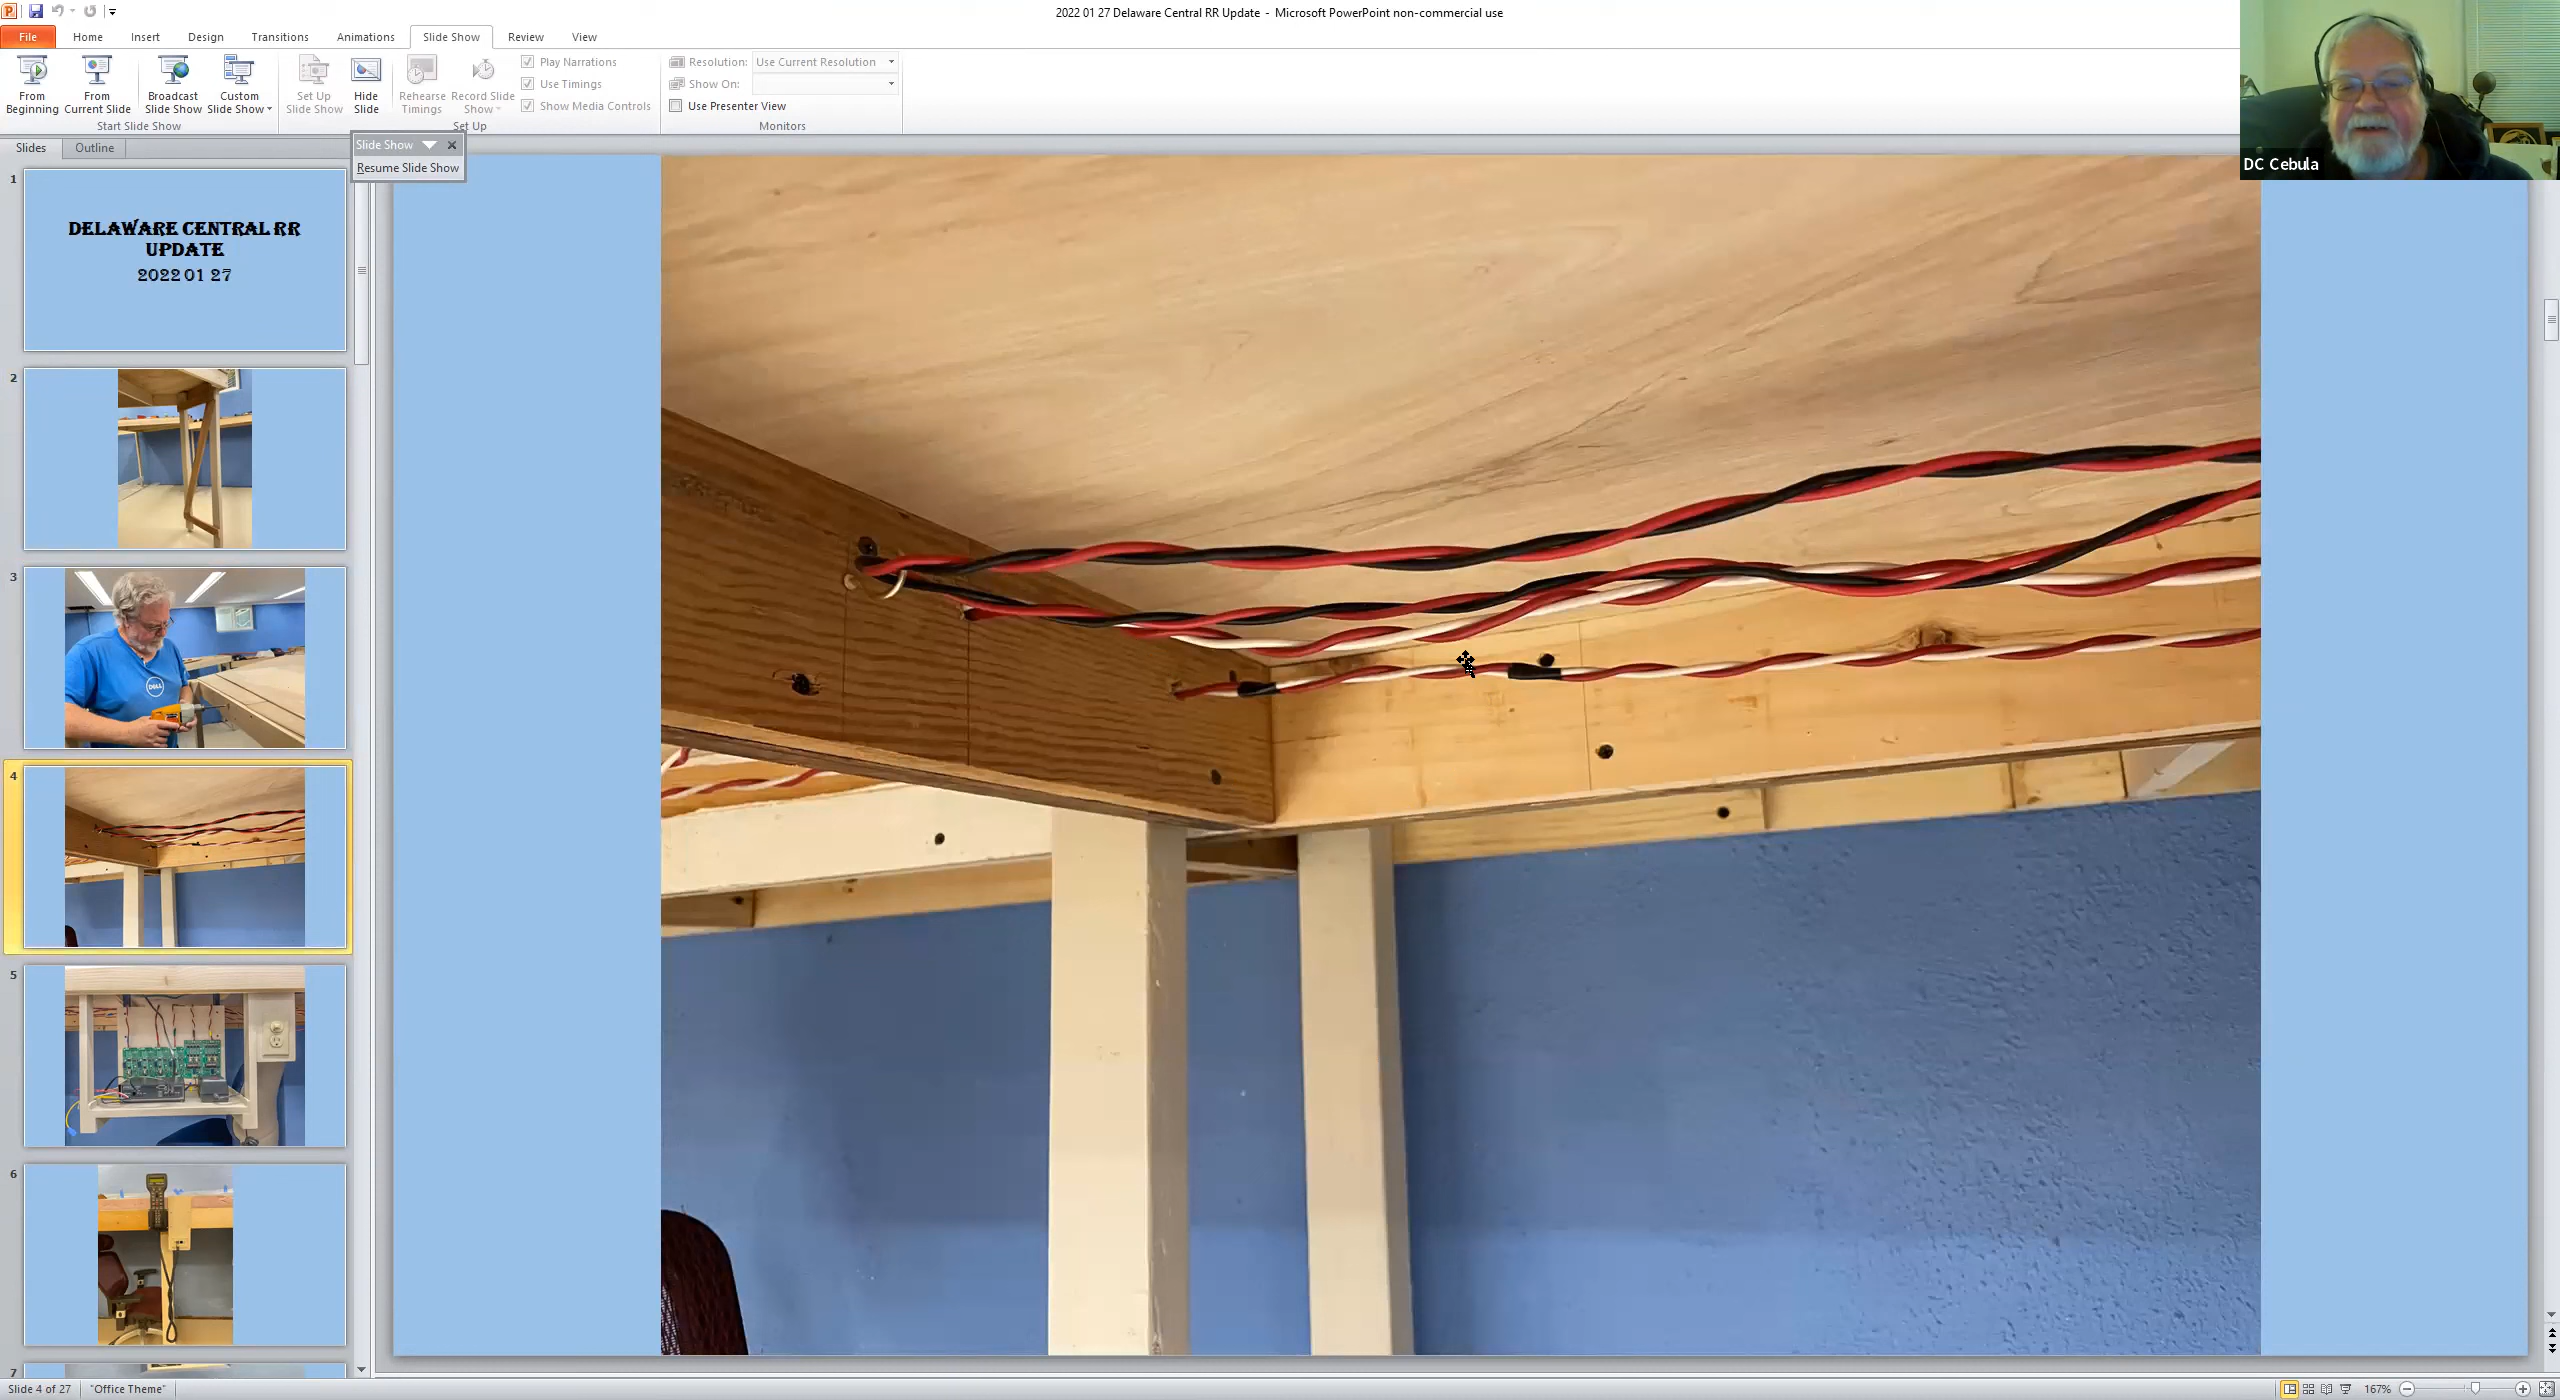 2022 01 27 Delaware Central RR Update - Microsoft PowerPoint non-commercial use
File Home Insert Design Transitions Animations Slide Show Review View
From Beginning
From Current Slide
Broadcast Slide Show
Custom Slide Show
Set Up Slide Show
Hide Slide
Rehearse Timings
Record Slide Show
Play Narrations
Use Timings
Show Media Controls
Resolution: Use Current Resolution
Show On:
Use Presenter View
Start Slide Show
Set Up
Monitors
Slides Outline
Slide Show
Resume Slide Show
DC Cebula
1
DELAWARE CENTRAL RR
UPDATE
2022 01 27
2
3
DELL
4
5
6
7
Slide 4 of 27 "Office Theme" 167%